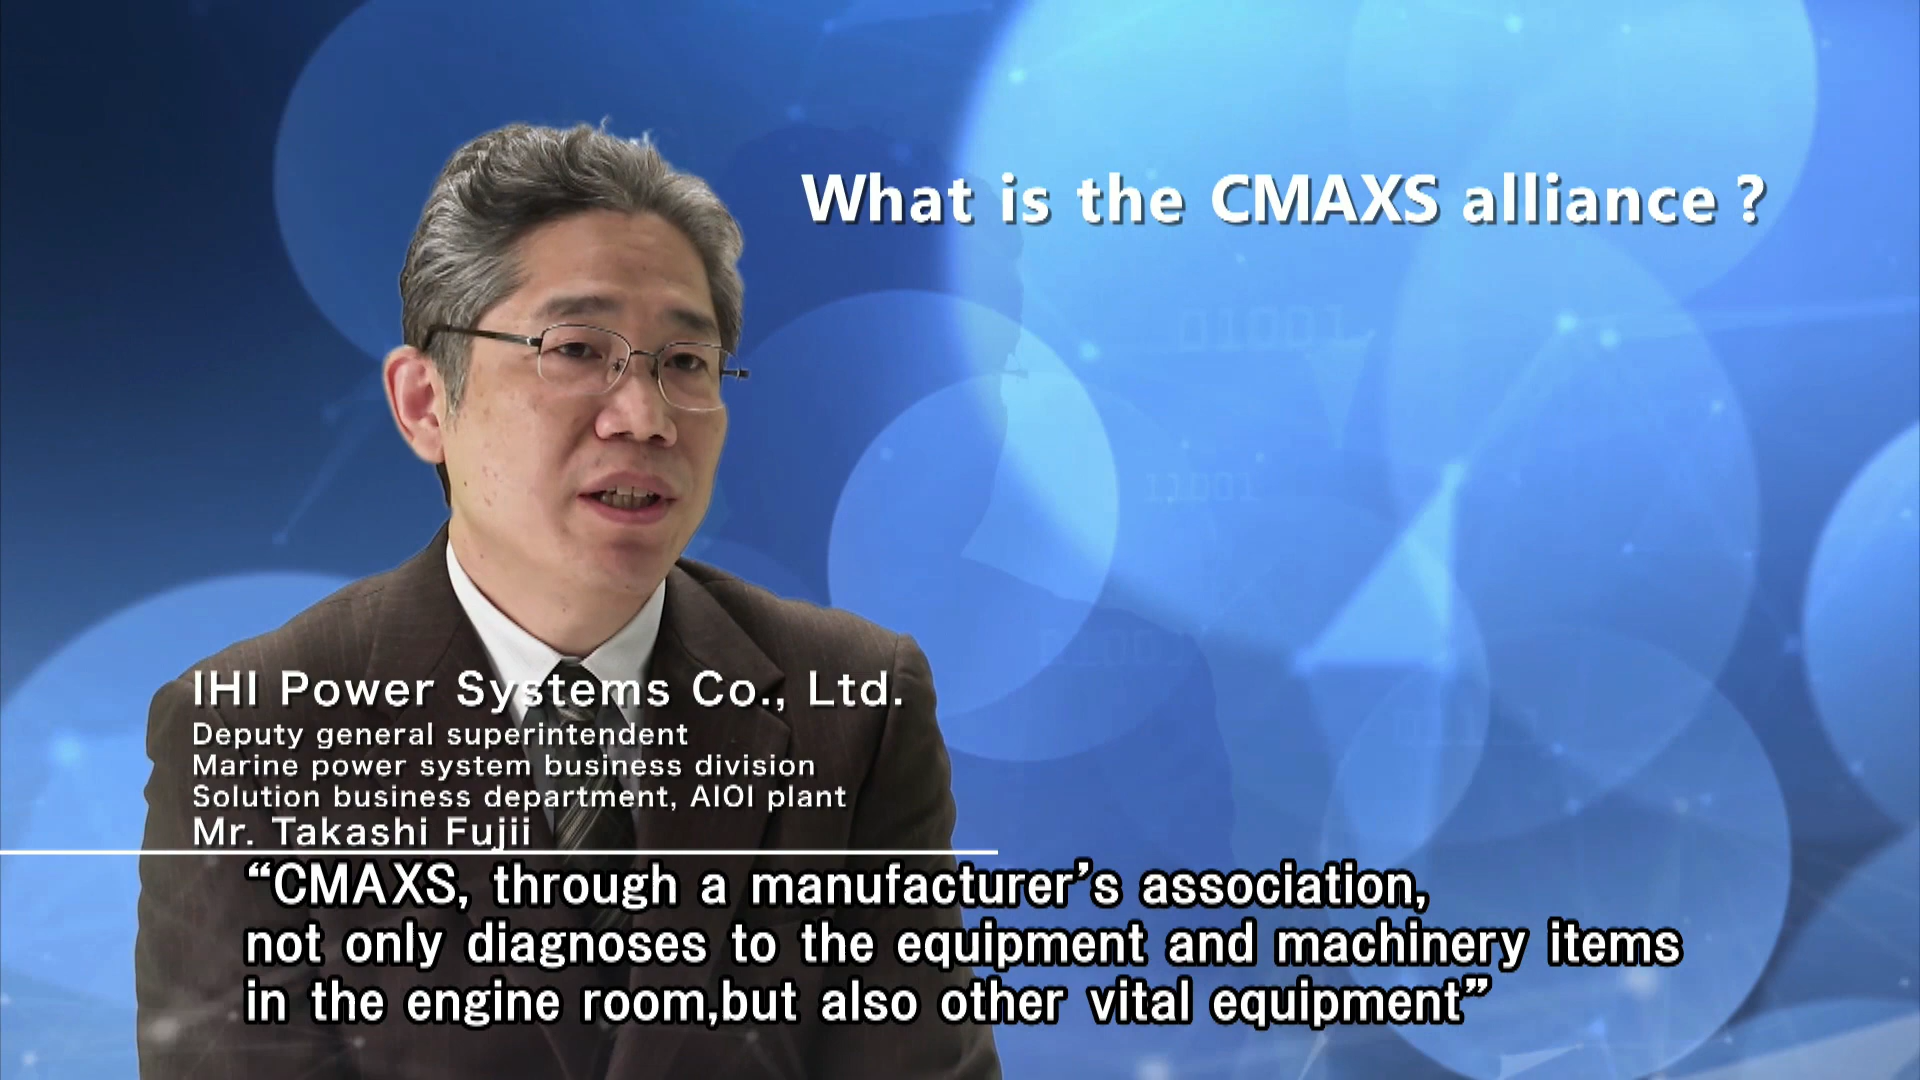 What is the CMAXS alliance ?
01001
11001
IHI Power Systems Co., Ltd.
Deputy general superintendent
Marine power system business division
Solution business department, AIOI plant
Mr. Takashi Fujii
“CMAXS, through a manufacturer’s association,
not only diagnoses to the equipment and machinery items
in the engine room,but also other vital equipment”